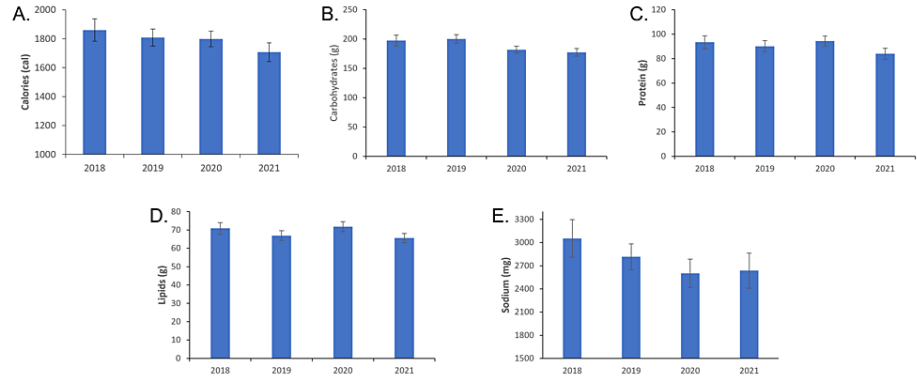 A.
Calories (cal)
2000
1800
1600
1400
1200
1000
2018 2019 2020 2021
B.
Carbohydrates (g)
250
200
150
100
50
0
2018 2019 2020 2021
C.
Protein (g)
120
100
80
60
40
20
0
2018 2019 2020 2021
D.
Lipids (g)
80
70
60
50
40
30
20
10
0
2018 2019 2020 2021
E.
Sodium (mg)
3300
3000
2700
2400
2100
1800
1500
2018 2019 2020 2021